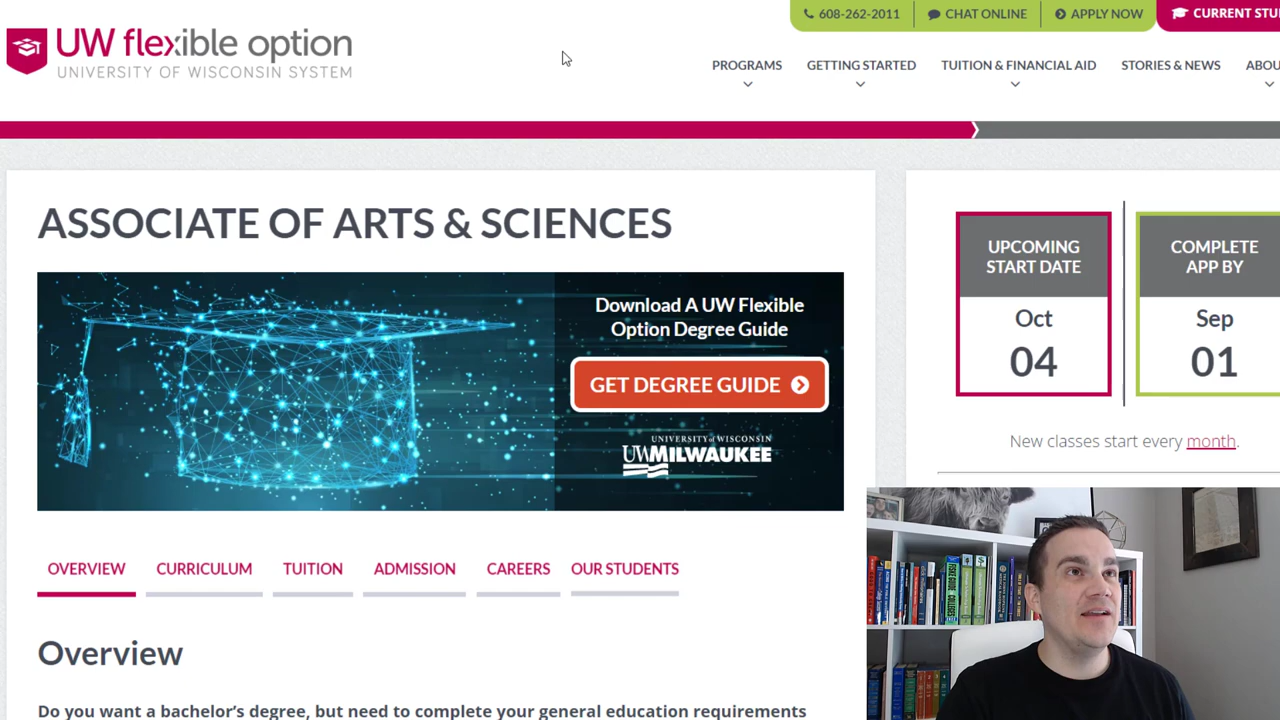 608-262-2011
CHAT ONLINE
APPLY NOW
CURRENT STU
UW flexible option
UNIVERSITY OF WISCONSIN SYSTEM
PROGRAMS
GETTING STARTED
TUITION & FINANCIAL AID
STORIES & NEWS
ABOU
ASSOCIATE OF ARTS & SCIENCES
Download A UW Flexible
Option Degree Guide
GET DEGREE GUIDE
UNIVERSITY of WISCONSIN
UWMILWAUKEE
UPCOMING
START DATE
Oct
04
COMPLETE
APP BY
Sep
01
New classes start every month.
OVERVIEW
CURRICULUM
TUITION
ADMISSION
CAREERS
OUR STUDENTS
Overview
Do you want a bachelor's degree, but need to complete your general education requirements